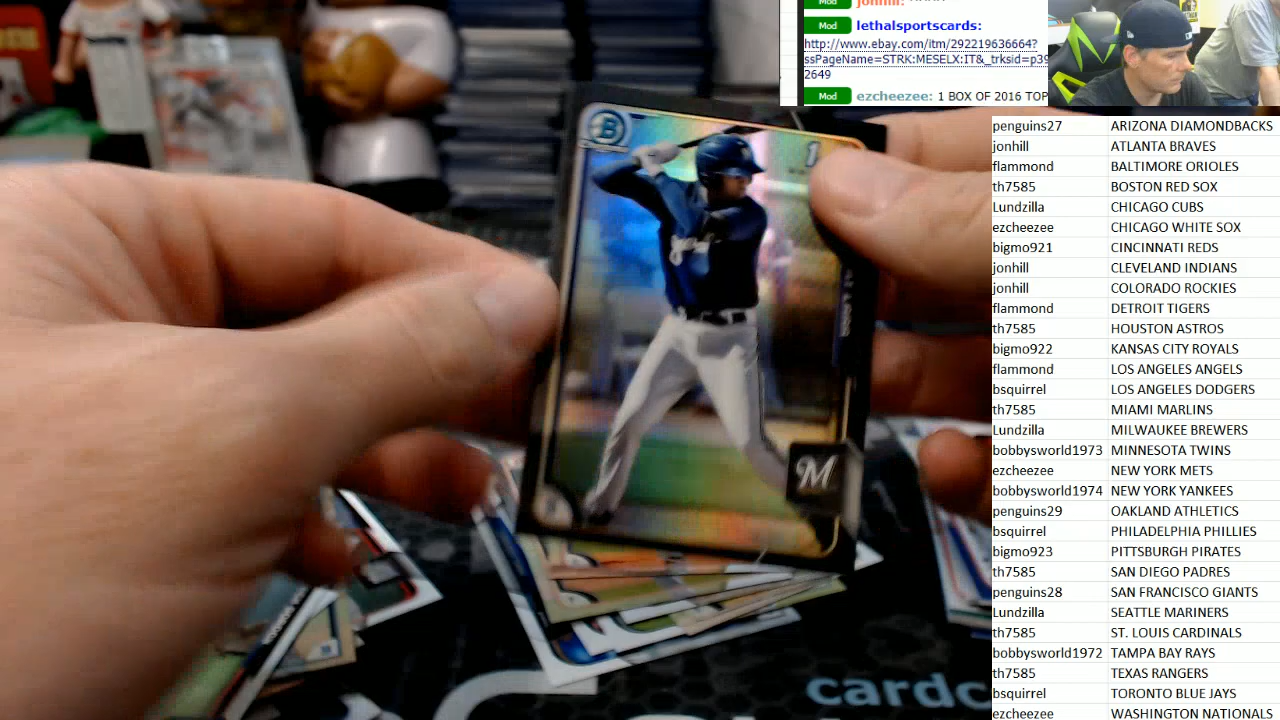 Mod jonhill:
Mod lethalsportscards:
http://www.ebay.com/itm/292219636664?
ssPageName=STRK:MESELX:IT&_trksid=p39
2649
Mod ezcheezee: 1 BOX OF 2016 TOP
B
1
M
cardc
penguins27 ARIZONA DIAMONDBACKS
jonhill ATLANTA BRAVES
flammond BALTIMORE ORIOLES
th7585 BOSTON RED SOX
Lundzilla CHICAGO CUBS
ezcheezee CHICAGO WHITE SOX
bigmo921 CINCINNATI REDS
jonhill CLEVELAND INDIANS
jonhill COLORADO ROCKIES
flammond DETROIT TIGERS
th7585 HOUSTON ASTROS
bigmo922 KANSAS CITY ROYALS
flammond LOS ANGELES ANGELS
bsquirrel LOS ANGELES DODGERS
th7585 MIAMI MARLINS
Lundzilla MILWAUKEE BREWERS
bobbysworld1973 MINNESOTA TWINS
ezcheezee NEW YORK METS
bobbysworld1974 NEW YORK YANKEES
penguins29 OAKLAND ATHLETICS
bsquirrel PHILADELPHIA PHILLIES
bigmo923 PITTSBURGH PIRATES
th7585 SAN DIEGO PADRES
penguins28 SAN FRANCISCO GIANTS
Lundzilla SEATTLE MARINERS
th7585 ST. LOUIS CARDINALS
bobbysworld1972 TAMPA BAY RAYS
th7585 TEXAS RANGERS
bsquirrel TORONTO BLUE JAYS
ezcheezee WASHINGTON NATIONALS